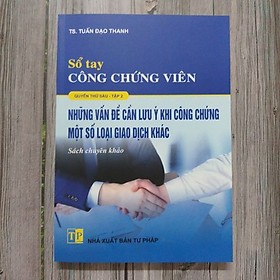 TS. TUẤN ĐẠO THANH
Sổ tay
CÔNG CHỨNG VIÊN
QUYỂN THỨ SÁU - TẬP 2
NHỮNG VẤN ĐỀ CẦN LƯU Ý KHI CÔNG CHỨNG
MỘT SỐ LOẠI GIAO DỊCH KHÁC
Sách chuyên khảo
TP
NHÀ XUẤT BẢN TƯ PHÁP